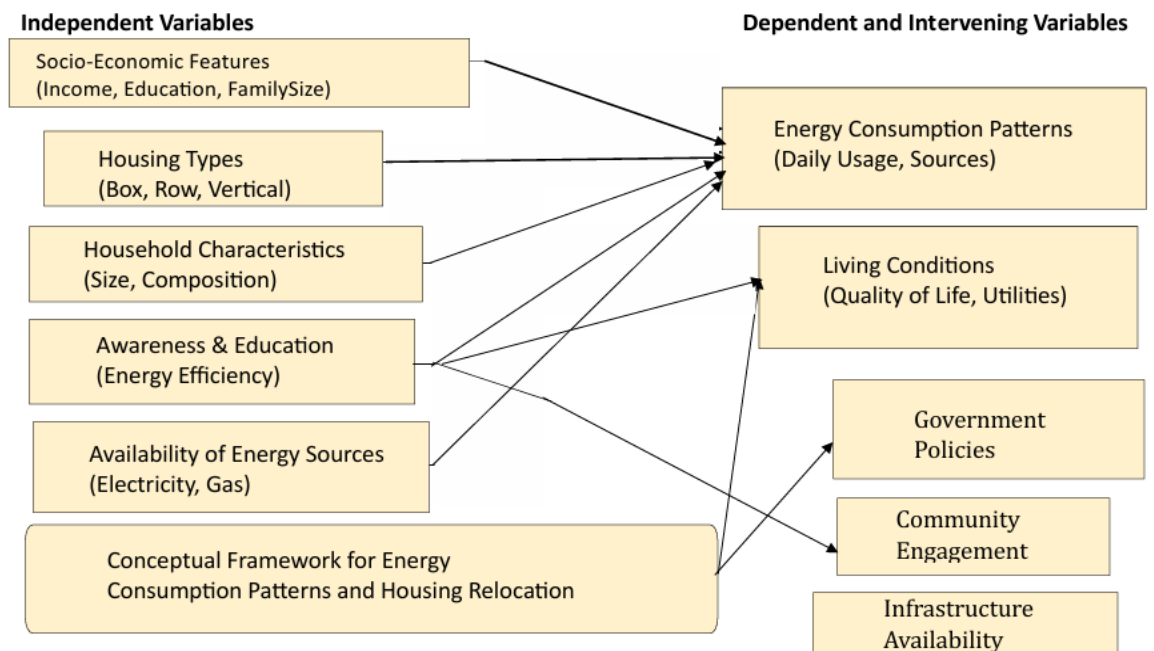 Independent Variables
Dependent and Intervening Variables
Socio-Economic Features
(Income, Education, FamilySize)
Housing Types
(Box, Row, Vertical)
Household Characteristics
(Size, Composition)
Awareness & Education
(Energy Efficiency)
Availability of Energy Sources
(Electricity, Gas)
Conceptual Framework for Energy
Consumption Patterns and Housing Relocation
Energy Consumption Patterns
(Daily Usage, Sources)
Living Conditions
(Quality of Life, Utilities)
Government
Policies
Community
Engagement
Infrastructure
Availability